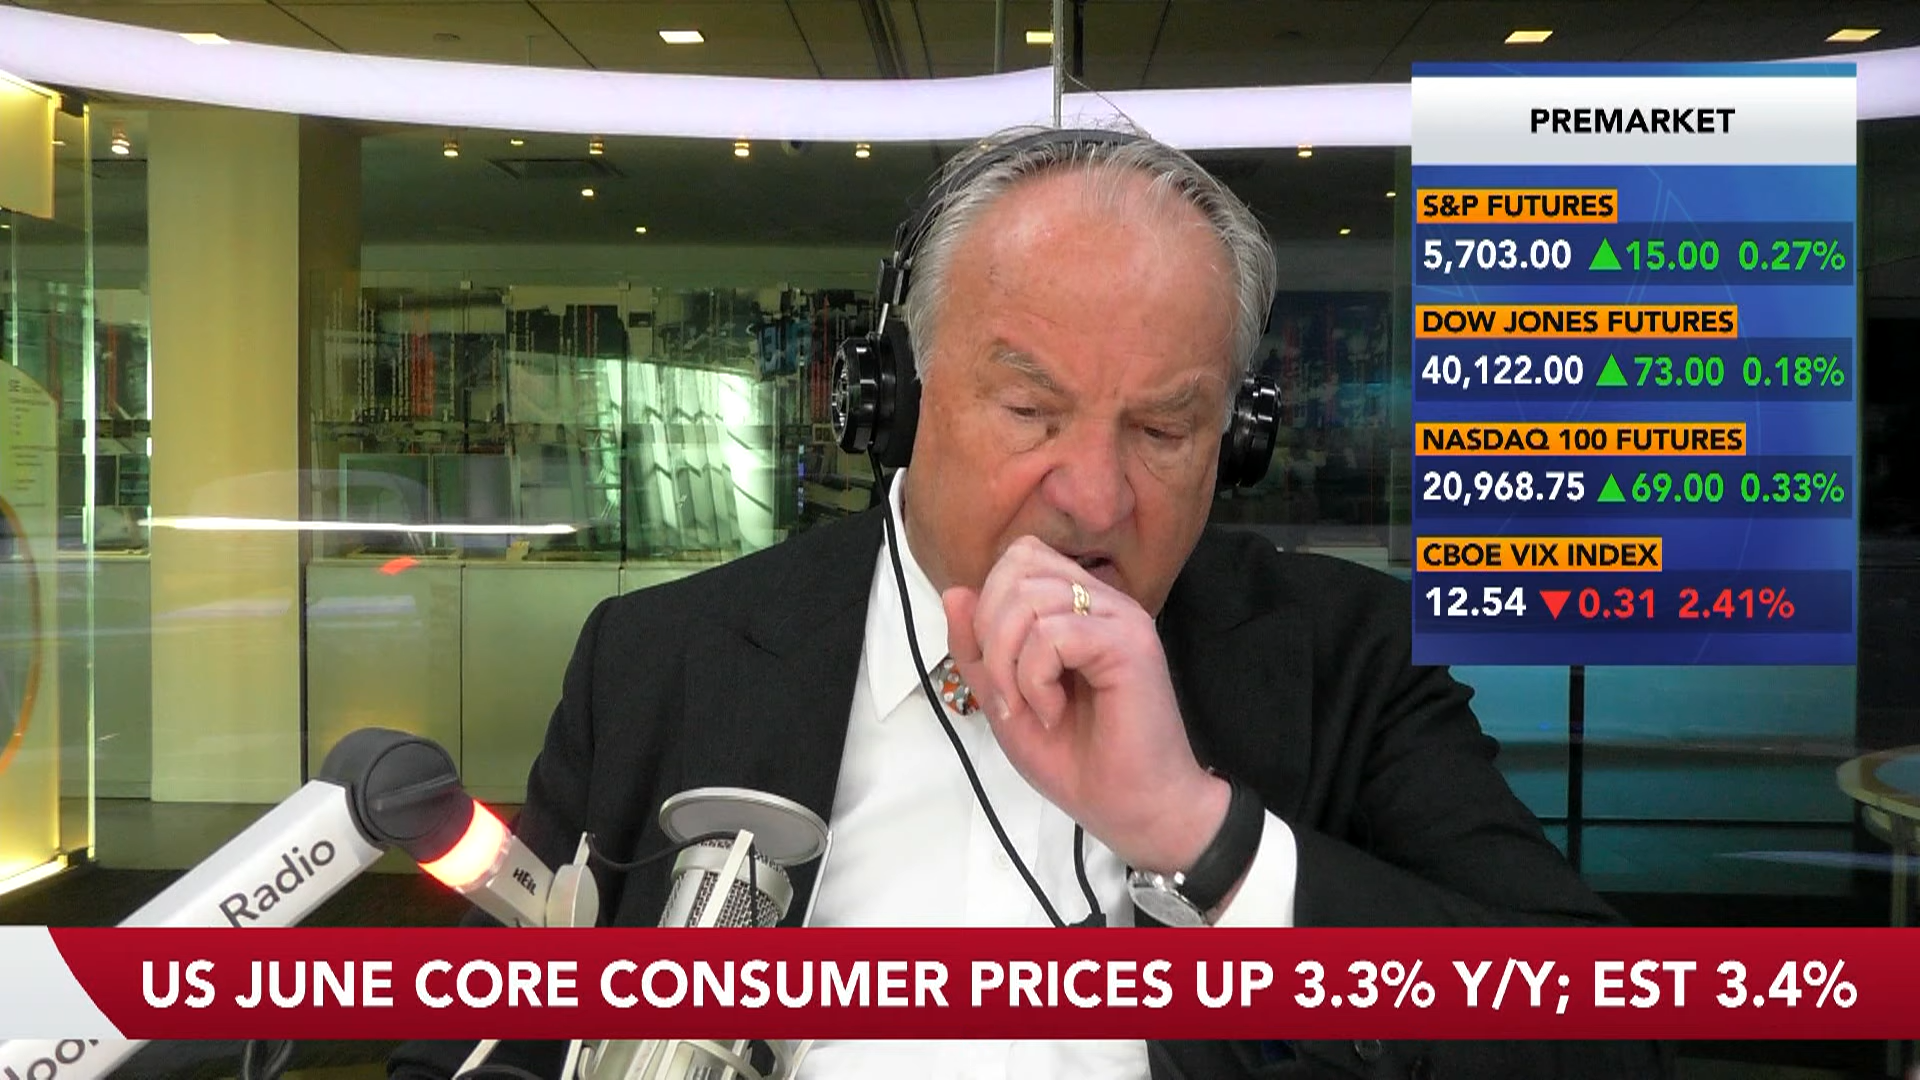 PREMARKET
S&P FUTURES
5,703.00 ▲15.00 0.27%
DOW JONES FUTURES
40,122.00 ▲73.00 0.18%
NASDAQ 100 FUTURES
20,968.75 ▲69.00 0.33%
CBOE VIX INDEX
12.54 ▼0.31 2.41%
Radio
HEIL
US JUNE CORE CONSUMER PRICES UP 3.3% Y/Y; EST 3.4%